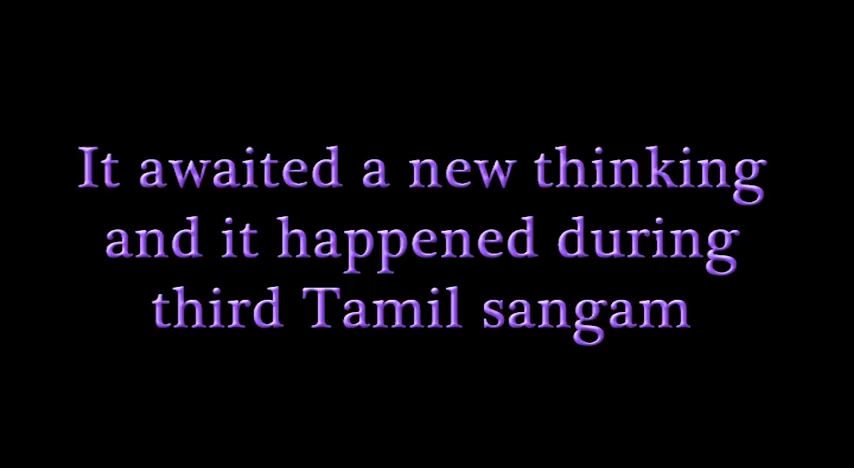 It awaited a new thinking
and it happened during
third Tamil sangam